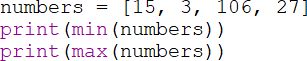 numbers = [15, 3, 106, 27]
print(min(numbers))
print(max(numbers))